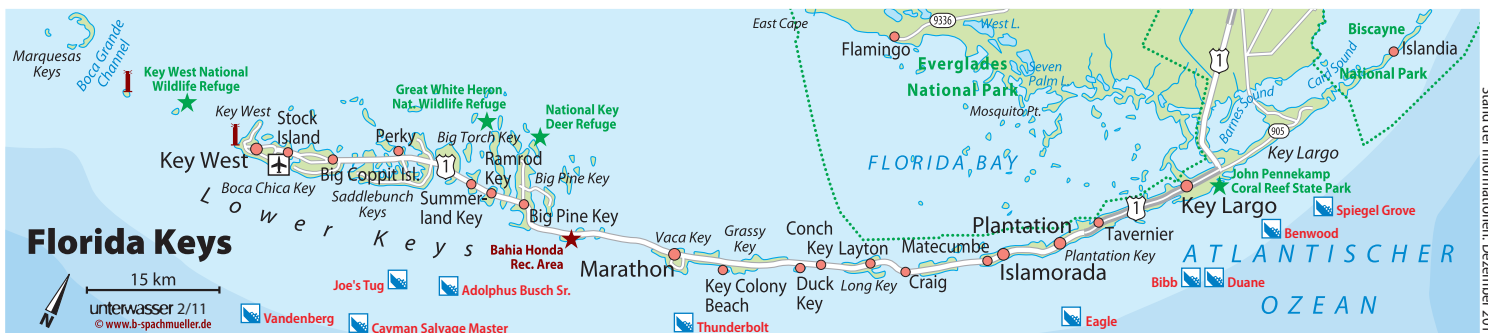 Marquesas
Keys
Boca Grande
Channel
Key West National
Wildlife Refuge
Key West
Stock
Island
Key West
Boca Chica Key
Big Coppit Isl.
Perky
Saddlebunch
Keys
Great White Heron
Nat. Wildlife Refuge
National Key
Deer Refuge
Big Torch Key
1
Ramrod
Key
Summer-
land Key
Big Pine Key
Big Pine Key
Lower Keys
Bahia Honda
Rec. Area
Florida Keys
15 km
unterwasser 2/11
© www.b-spachmueller.de
Joe's Tug
Adolphus Busch Sr.
Vandenberg
Cayman Salvage Master
Thunderbolt
Marathon
Vaca Key
Key Colony
Beach
Grassy
Key
Duck
Key
Conch
Key
Layton
Long Key
Craig
Matecumbe
Islamorada
Plantation
Plantation Key
Tavernier
1
Key Largo
Key Largo
John Pennekamp
Coral Reef State Park
Spiegel Grove
Benwood
Bibb
Duane
Eagle
ATLANTISCHER
OZEAN
FLORIDA BAY
East Cape
Flamingo
9336
West L.
Everglades
National Park
Seven
Palm L.
Mosquito Pt.
1
Barnes Sound
Card Sound
905
Biscayne
National Park
Islandia